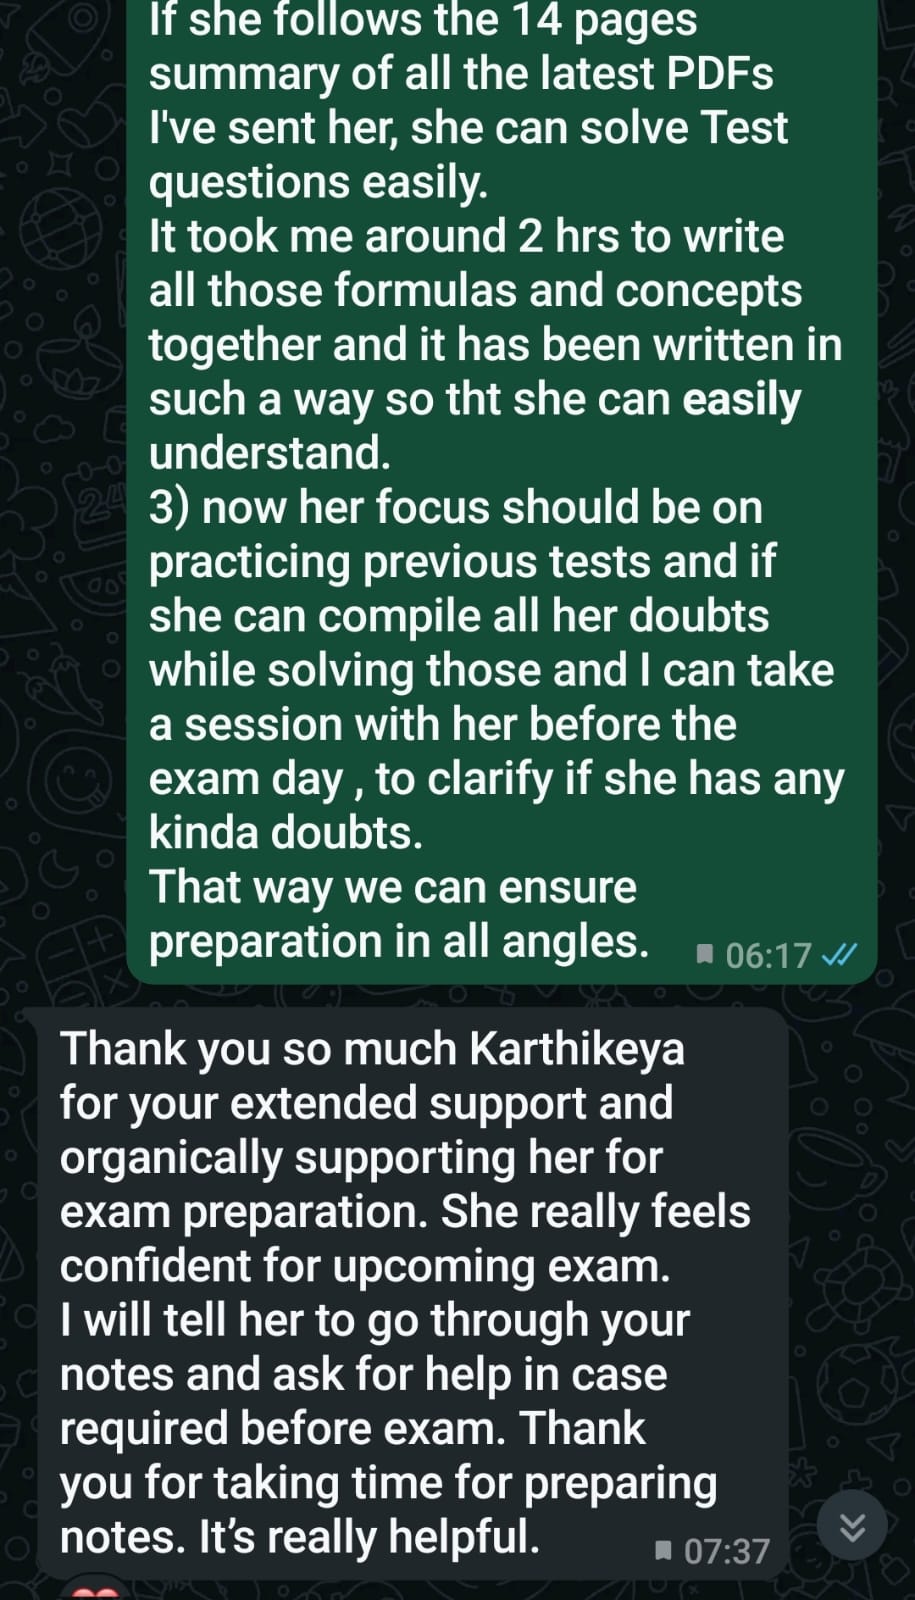 If she follows the 14 pages
summary of all the latest PDFs
I've sent her, she can solve Test
questions easily.
It took me around 2 hrs to write
all those formulas and concepts
together and it has been written in
such a way so tht she can easily
understand.
3) now her focus should be on
practicing previous tests and if
she can compile all her doubts
while solving those and I can take
a session with her before the
exam day , to clarify if she has any
kinda doubts.
That way we can ensure
preparation in all angles.
06:17
Thank you so much Karthikeya
for your extended support and
organically supporting her for
exam preparation. She really feels
confident for upcoming exam.
I will tell her to go through your
notes and ask for help in case
required before exam. Thank
you for taking time for preparing
notes. It’s really helpful.
07:37